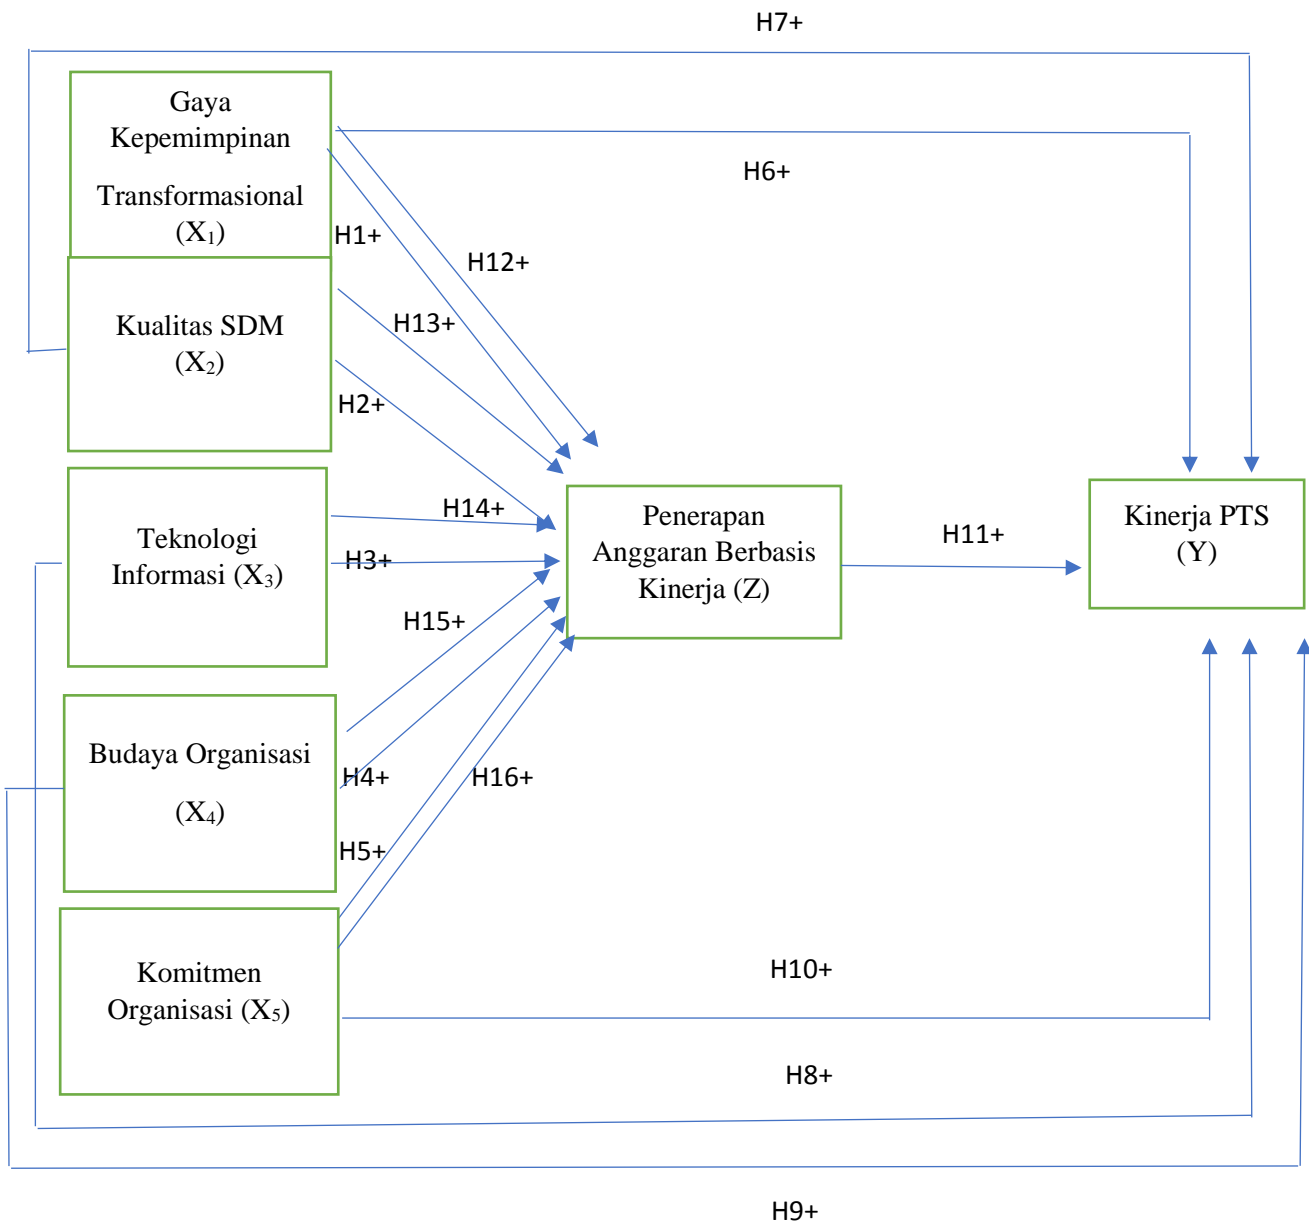 H7+
Gaya
Kepemimpinan
Transformasional
(X₁)
H6+
H1+
H12+
Kualitas SDM
(X₂)
H13+
H2+
Teknologi
Informasi (X₃)
H14+
H3+
Penerapan
Anggaran Berbasis
Kinerja (Z)
H11+
Kinerja PTS
(Y)
H15+
Budaya Organisasi
(X₄)
H4+
H16+
H5+
Komitmen
Organisasi (X₅)
H10+
H8+
H9+